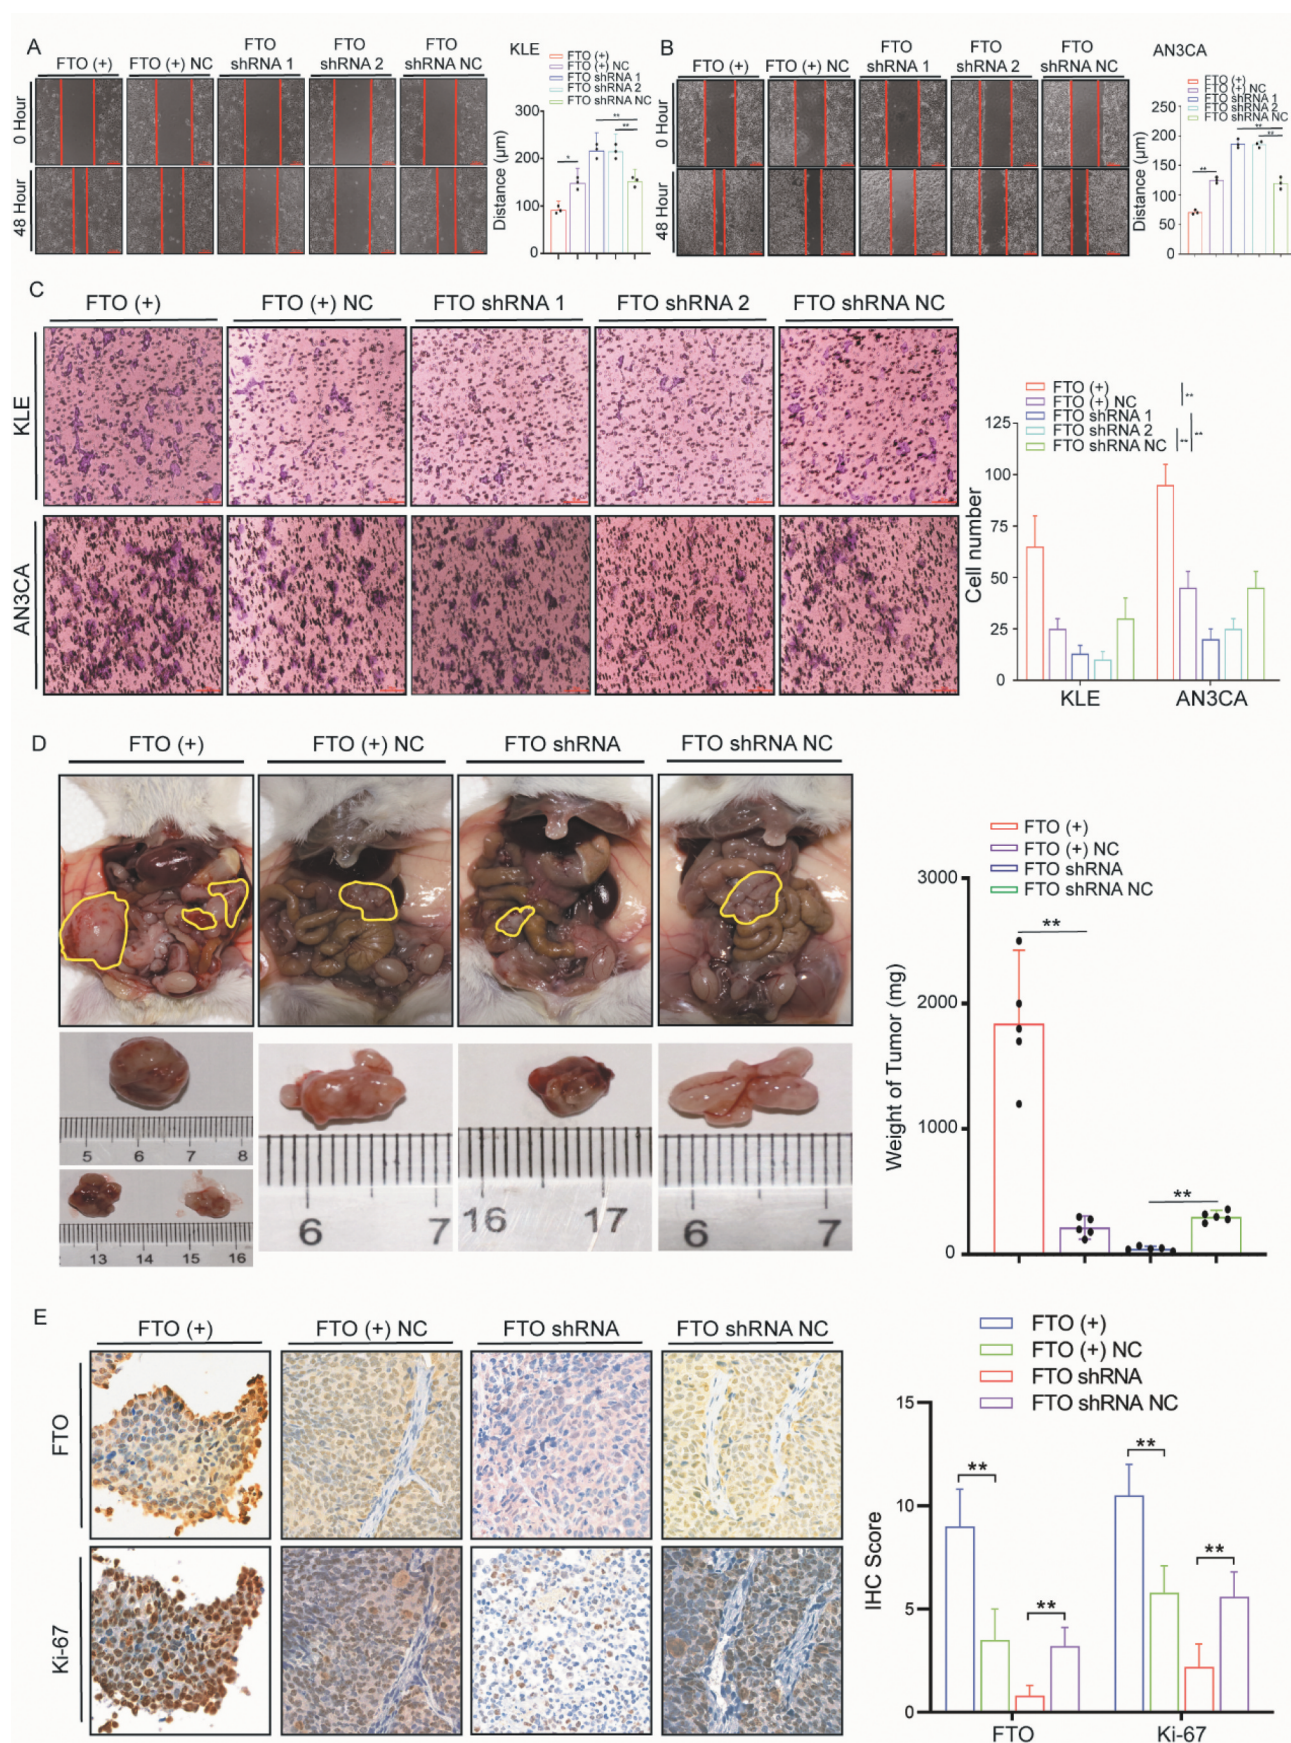 A
FTO (+)
FTO (+) NC
FTO
shRNA 1
FTO
shRNA 2
FTO
shRNA NC
0 Hour
48 Hour
KLE
FTO (+)
FTO (+) NC
FTO shRNA 1
FTO shRNA 2
FTO shRNA NC
Distance (μm)
300
200
100
0
*
**
**
B
FTO (+)
FTO (+) NC
FTO
shRNA 1
FTO
shRNA 2
FTO
shRNA NC
0 Hour
48 Hour
AN3CA
FTO (+)
FTO (+) NC
FTO shRNA 1
FTO shRNA 2
FTO shRNA NC
Distance (μm)
250
200
150
100
50
0
**
**
**
C
FTO (+)
FTO (+) NC
FTO shRNA 1
FTO shRNA 2
FTO shRNA NC
KLE
AN3CA
FTO (+)
FTO (+) NC
FTO shRNA 1
FTO shRNA 2
FTO shRNA NC
**
**
**
Cell number
125
100
75
50
25
0
KLE
AN3CA
D
FTO (+)
FTO (+) NC
FTO shRNA
FTO shRNA NC
5 6 7 8
13 14 15 16
6 7
16 17
6 7
FTO (+)
FTO (+) NC
FTO shRNA
FTO shRNA NC
Weight of Tumor (mg)
3000
2000
1000
0
**
**
E
FTO (+)
FTO (+) NC
FTO shRNA
FTO shRNA NC
FTO
Ki-67
FTO (+)
FTO (+) NC
FTO shRNA
FTO shRNA NC
IHC Score
15
10
5
0
**
**
**
**
FTO
Ki-67